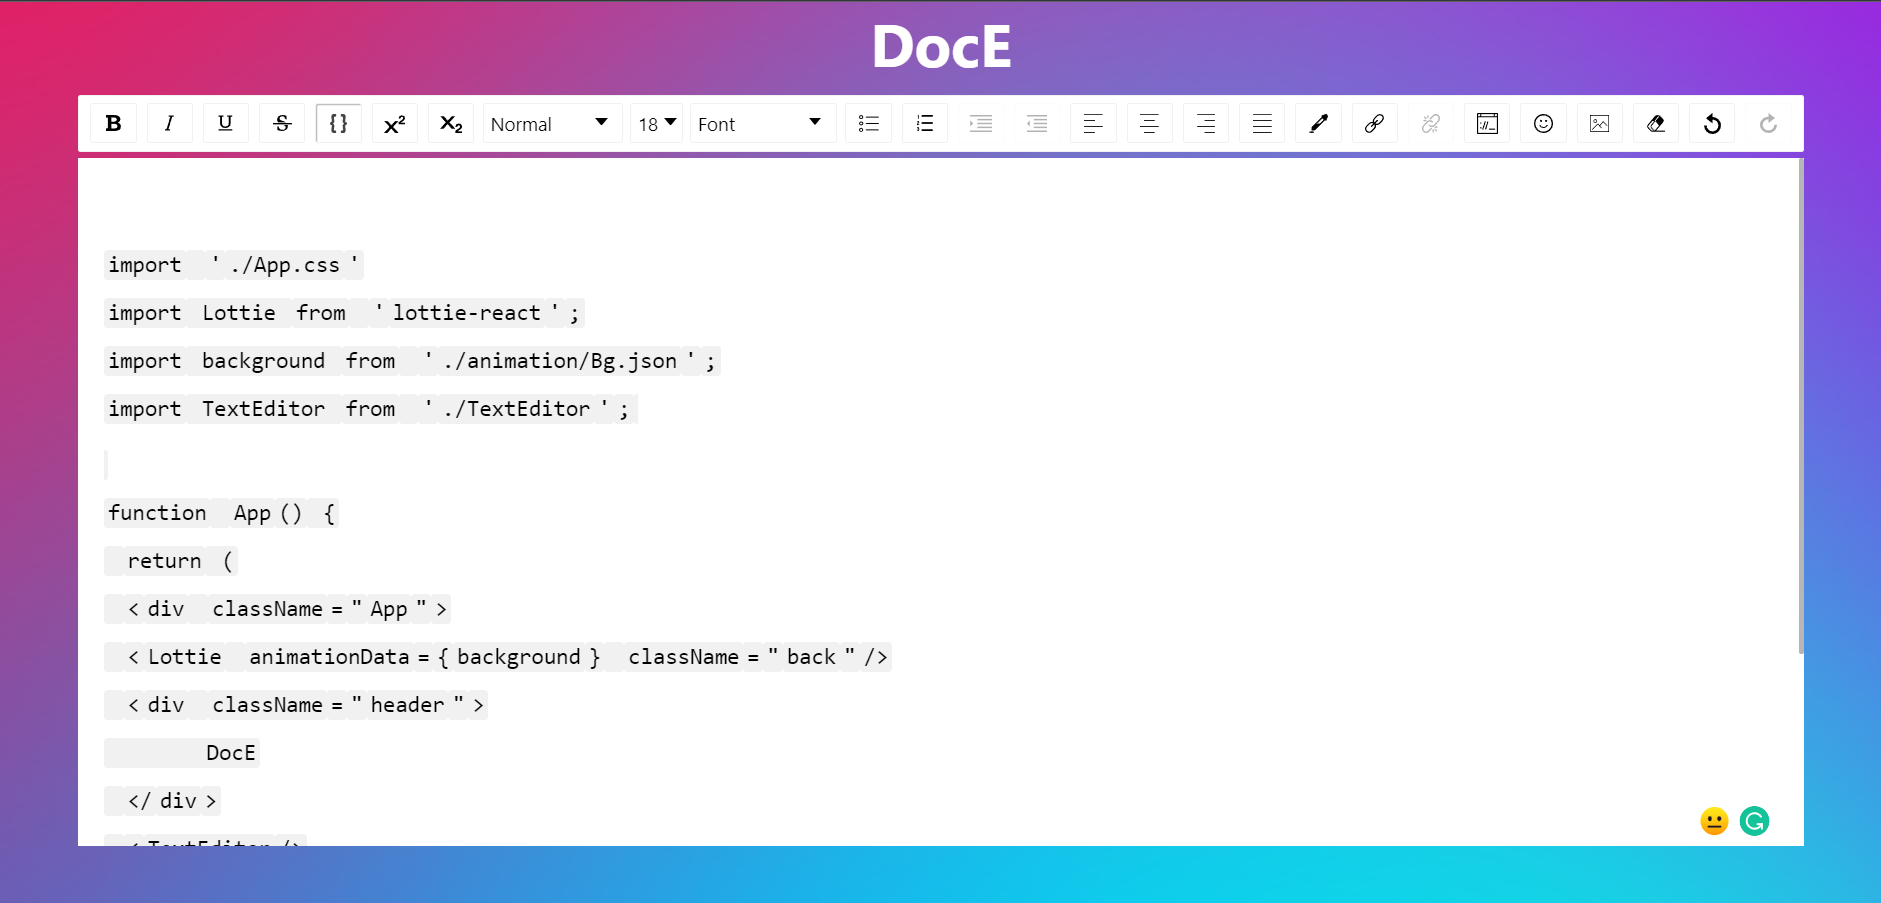 DocE
B I U S {} x² x₂ Normal 18 Font
import './App.css'
import Lottie from 'lottie-react';
import background from './animation/Bg.json';
import TextEditor from './TextEditor';
function App() {
return (
<div className="App">
<Lottie animationData={background} className="back"/>
<div className="header">
DocE
</div>
<TextEditor/>